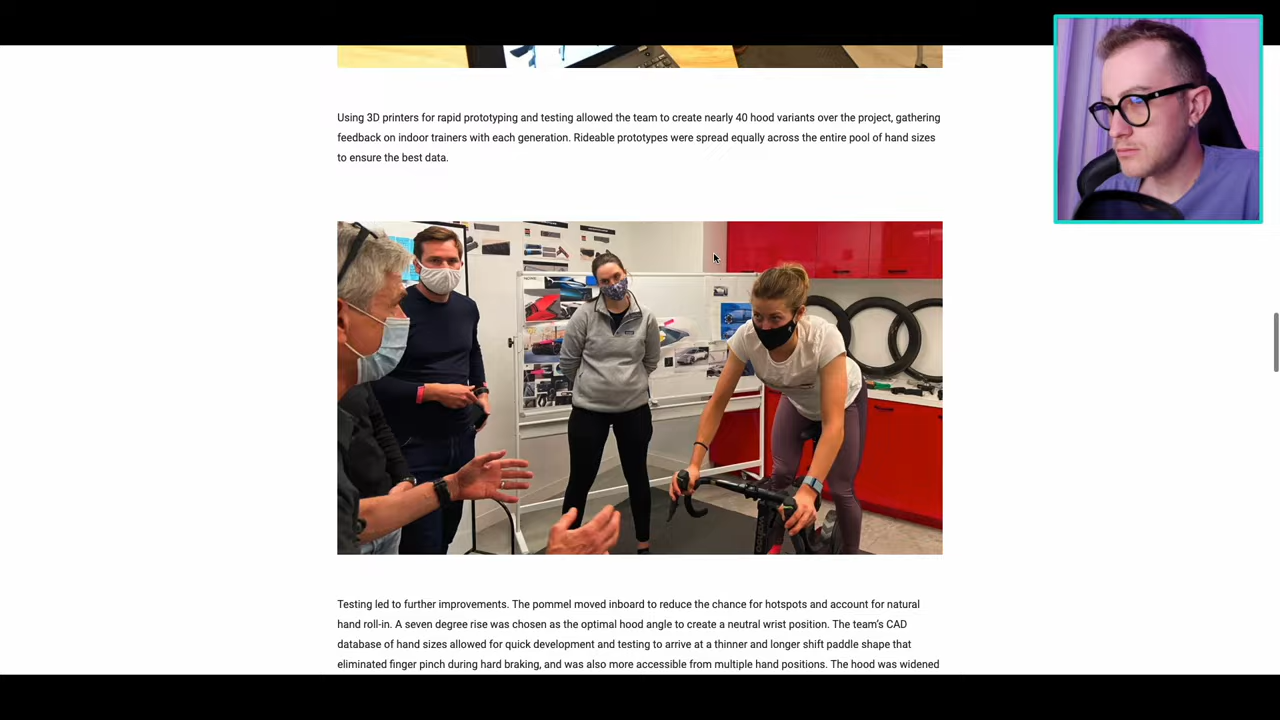 Using 3D printers for rapid prototyping and testing allowed the team to create nearly 40 hood variants over the project, gathering
feedback on indoor trainers with each generation. Rideable prototypes were spread equally across the entire pool of hand sizes
to ensure the best data.
Testing led to further improvements. The pommel moved inboard to reduce the chance for hotspots and account for natural
hand roll-in. A seven degree rise was chosen as the optimal hood angle to create a neutral wrist position. The team’s CAD
database of hand sizes allowed for quick development and testing to arrive at a thinner and longer shift paddle shape that
eliminated finger pinch during hard braking, and was also more accessible from multiple hand positions. The hood was widened